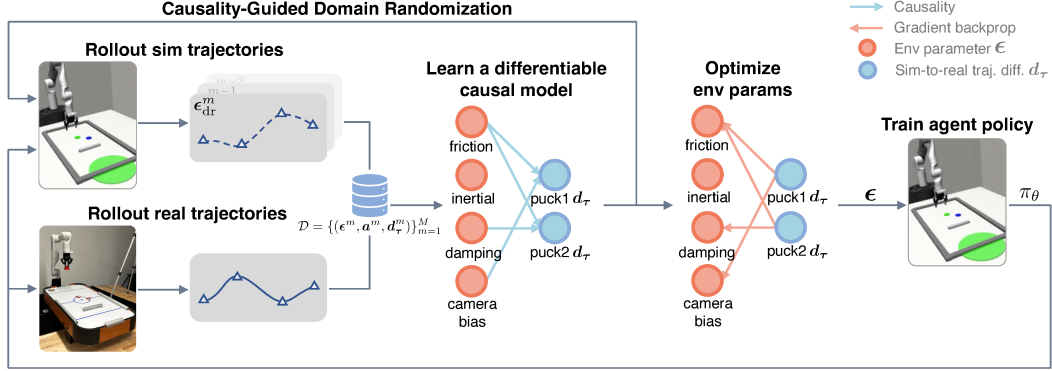 Causality-Guided Domain Randomization
Causality
Gradient backprop
Env parameter ϵ
Sim-to-real traj. diff. d_τ
Rollout sim trajectories
m−2
m−1
ϵ^m_dr
Learn a differentiable
causal model
friction
inertial
damping
camera
bias
puck1 d_τ
puck2 d_τ
Optimize
env params
friction
inertial
damping
camera
bias
puck1 d_τ
puck2 d_τ
ϵ
Train agent policy
π_θ
Rollout real trajectories
𝒟 = {(ϵ^m, a^m, d_τ^m)}_{m=1}^M